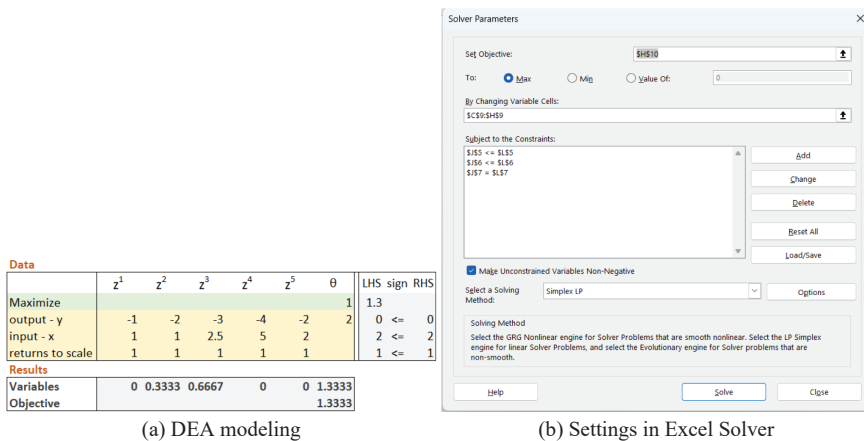 Data
z1 z2 z3 z4 z5 θ LHS sign RHS
Maximize 1 1.3
output - y -1 -2 -3 -4 -2 2 0 <= 0
input - x 1 1 2.5 5 2 2 <= 2
returns to scale 1 1 1 1 1 1 <= 1
Results
Variables 0 0.3333 0.6667 0 0 1.3333
Objective 1.3333
(a) DEA modeling
Solver Parameters
Set Objective: $H$10
To: Max Min Value Of: 0
By Changing Variable Cells:
$C$9:$H$9
Subject to the Constraints:
$J$5 <= $L$5
$J$6 <= $L$6
$J$7 = $L$7
Add
Change
Delete
Reset All
Load/Save
Make Unconstrained Variables Non-Negative
Select a Solving Method: Simplex LP Options
Solving Method
Select the GRG Nonlinear engine for Solver Problems that are smooth nonlinear. Select the LP Simplex
engine for linear Solver Problems, and select the Evolutionary engine for Solver problems that are
non-smooth.
Help Solve Close
(b) Settings in Excel Solver